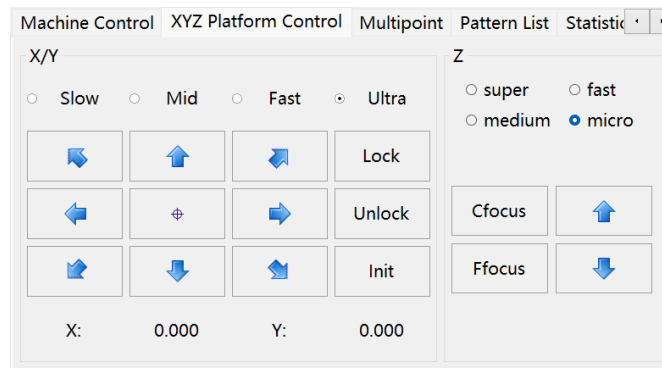 Machine Control XYZ Platform Control Multipoint Pattern List
X/Y
Slow Mid Fast Ultra
Lock
Unlock
Init
X: 0.000 Y: 0.000
Z
super fast
medium micro
Cfocus
Ffocus